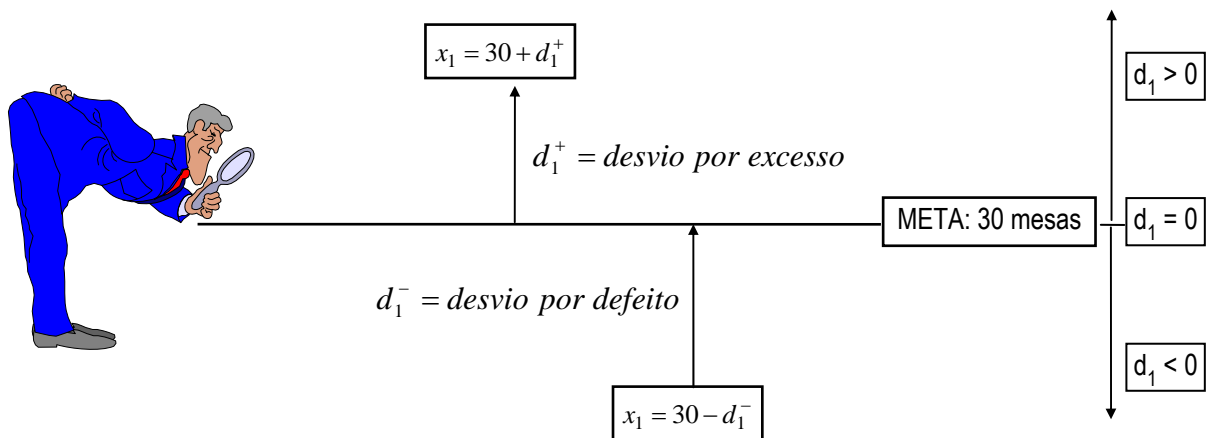 x₁ = 30 + d₁⁺
d₁ > 0
d₁⁺ = desvio por excesso
META: 30 mesas
d₁ = 0
d₁⁻ = desvio por defeito
d₁ < 0
x₁ = 30 − d₁⁻